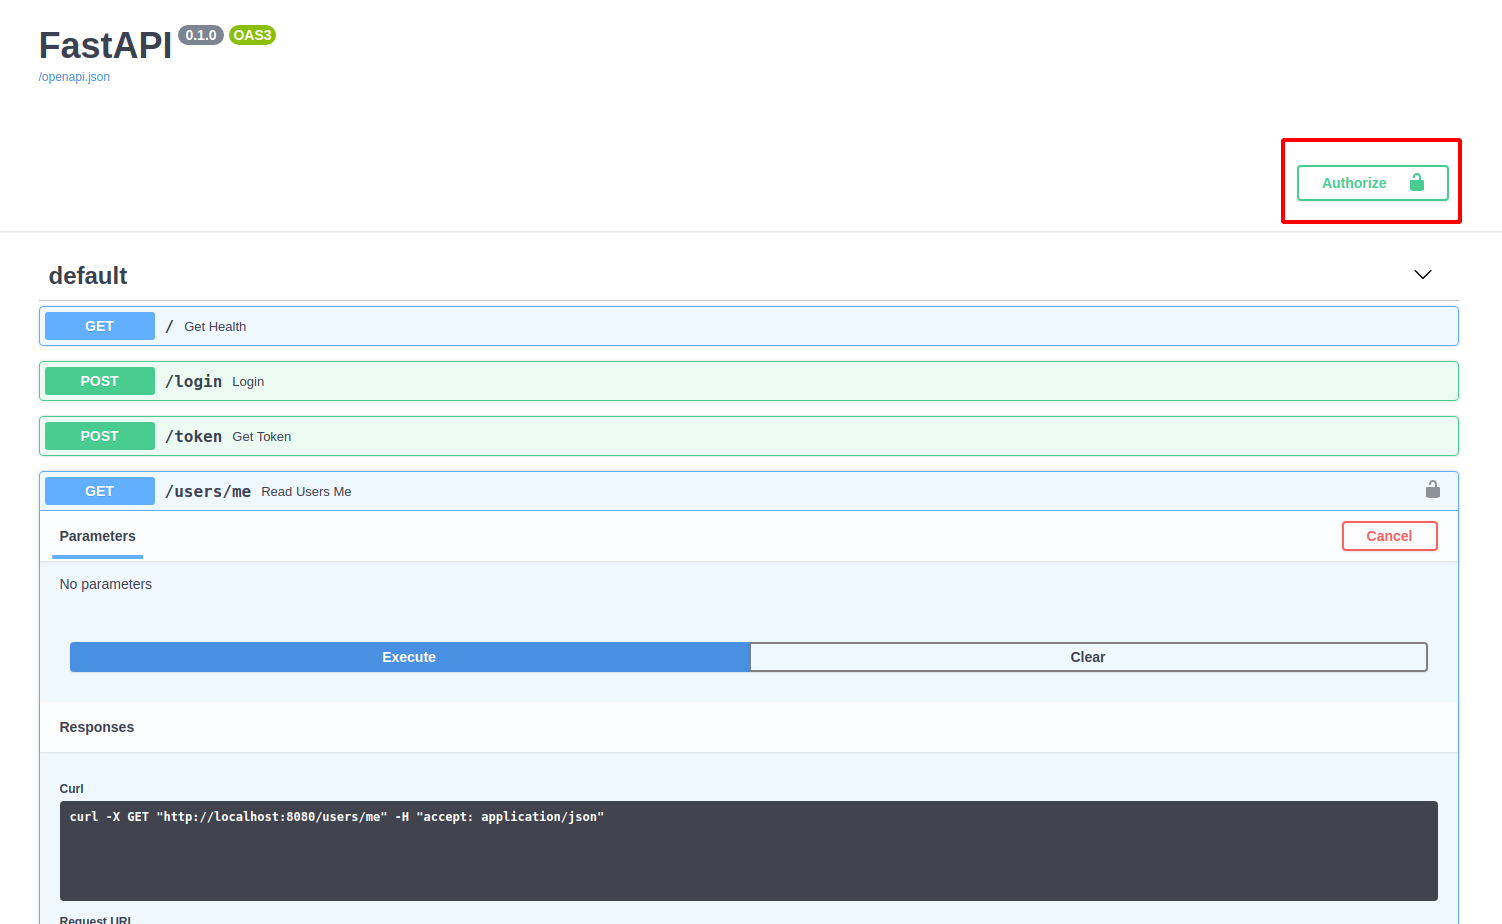 FastAPI 0.1.0 OAS3
/openapi.json
Authorize
default
GET / Get Health
POST /login Login
POST /token Get Token
GET /users/me Read Users Me
Parameters Cancel
No parameters
Execute Clear
Responses
Curl
curl -X GET "http://localhost:8080/users/me" -H "accept: application/json"
Request URL